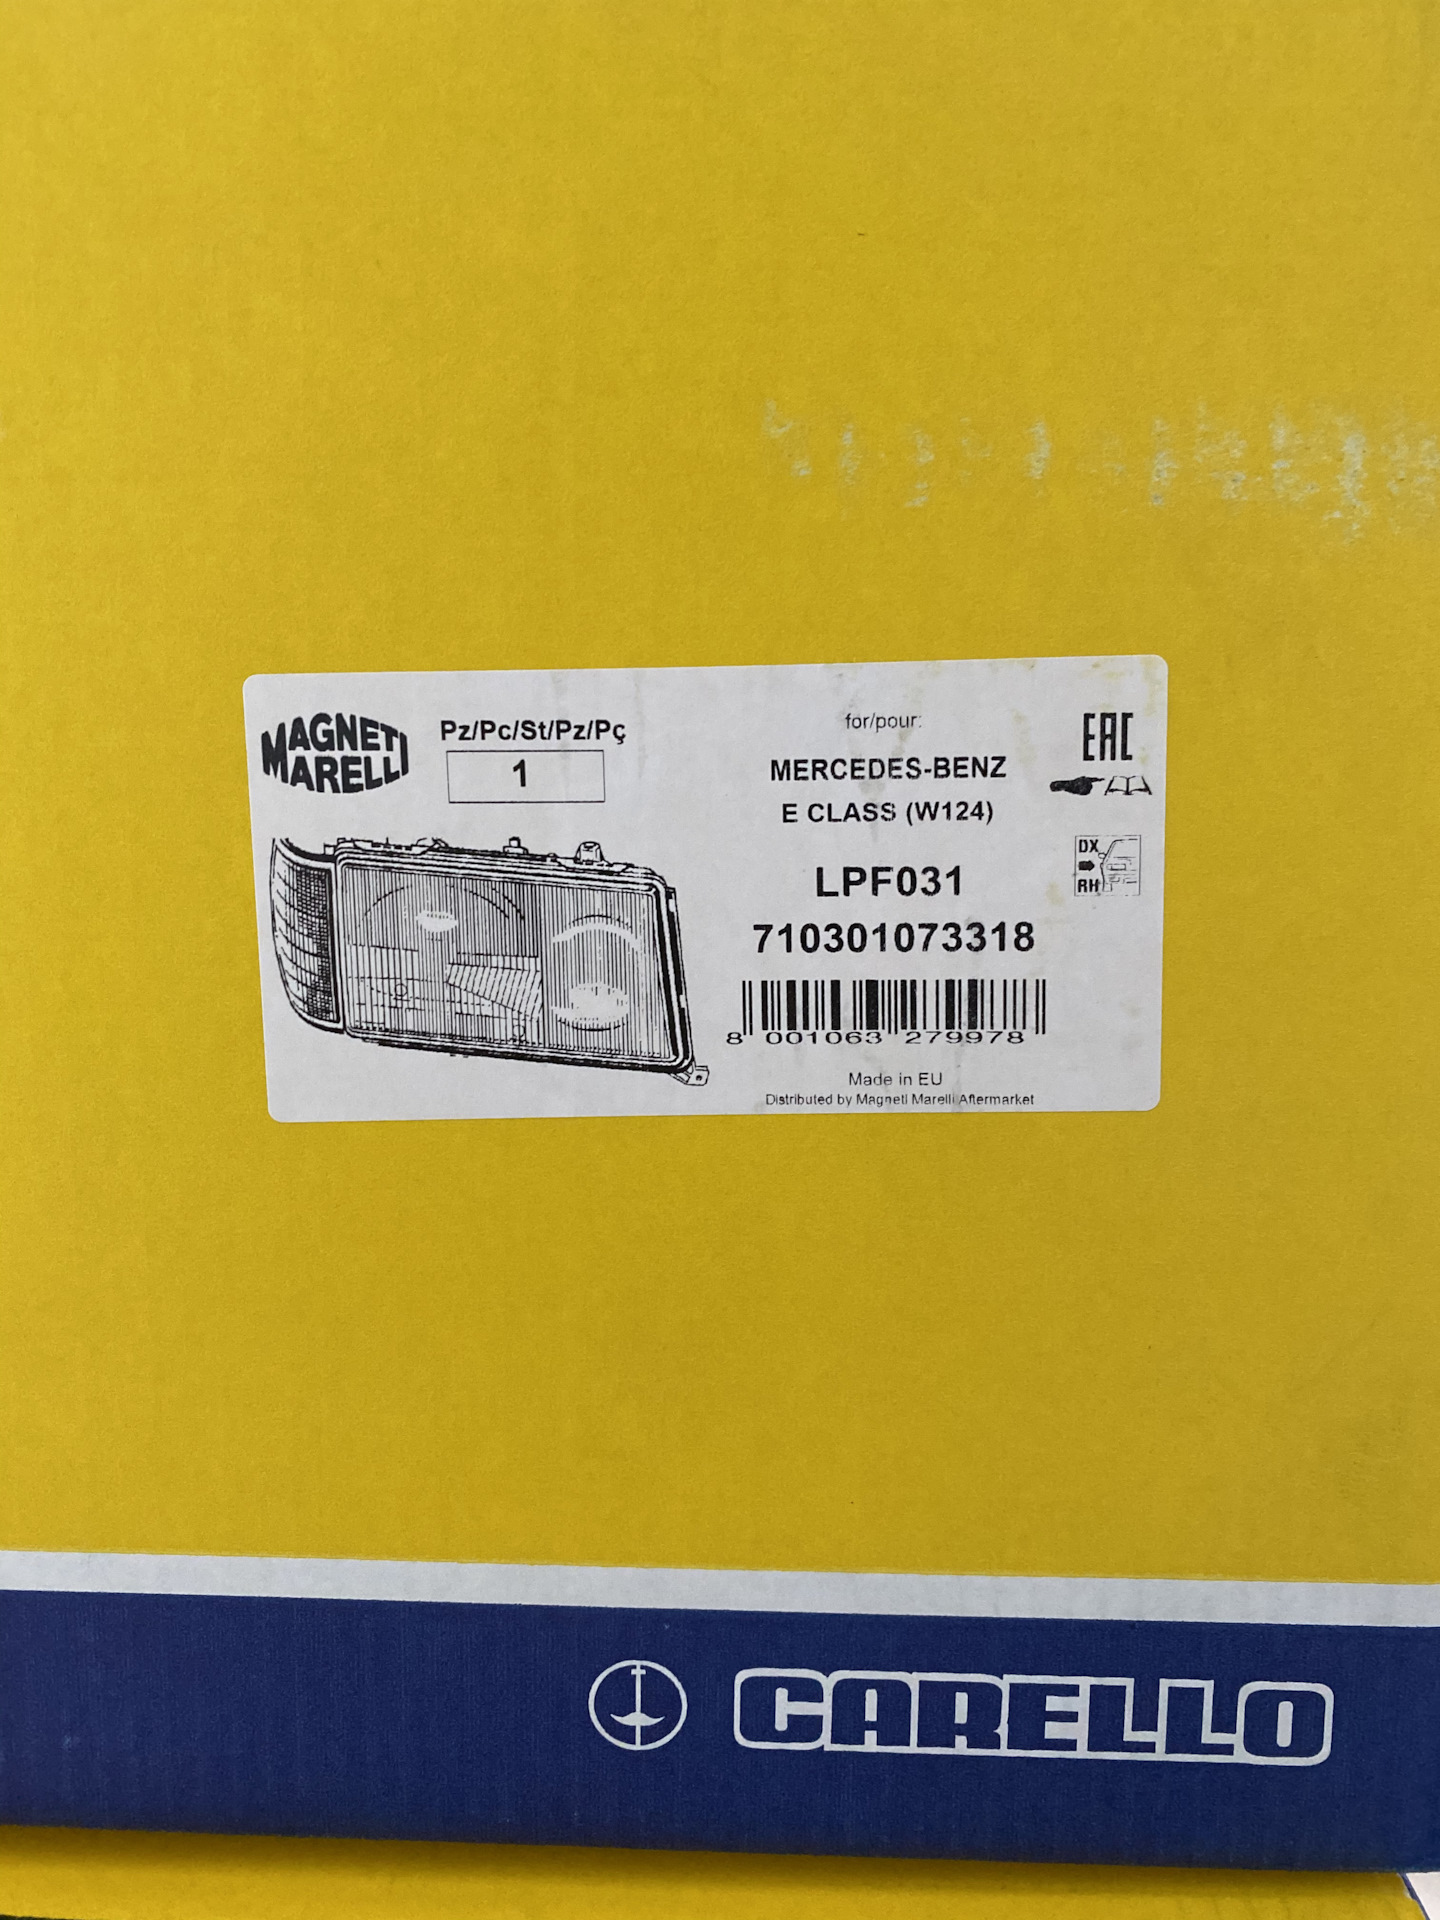 MAGNETI
MARELLI
Pz/Pc/St/Pz/Pç
1
for/pour:
MERCEDES-BENZ
E CLASS (W124)
LPF031
710301073318
8 001063 279978
Made in EU
Distributed by Magneti Marelli Aftermarket
EAC
DX
RH
CARELLO